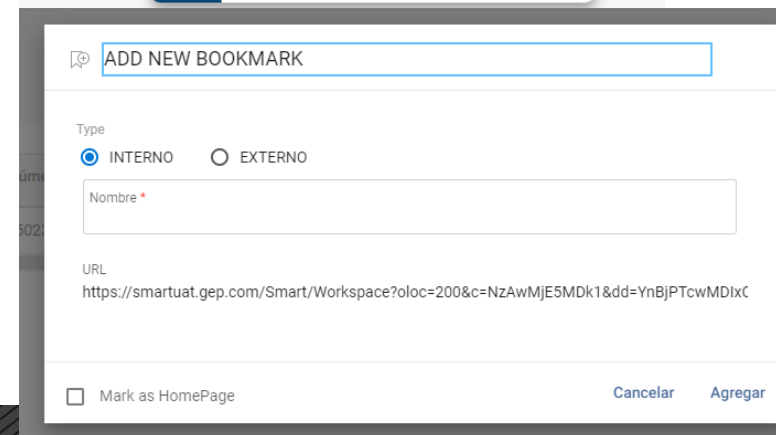 ADD NEW BOOKMARK
Type
INTERNO EXTERNO
Nombre *
URL
https://smartuat.gep.com/Smart/Workspace?oloc=200&c=NzAwMjE5MDk1&dd=YnBjPTcwMDIxC
Mark as HomePage
Cancelar Agregar